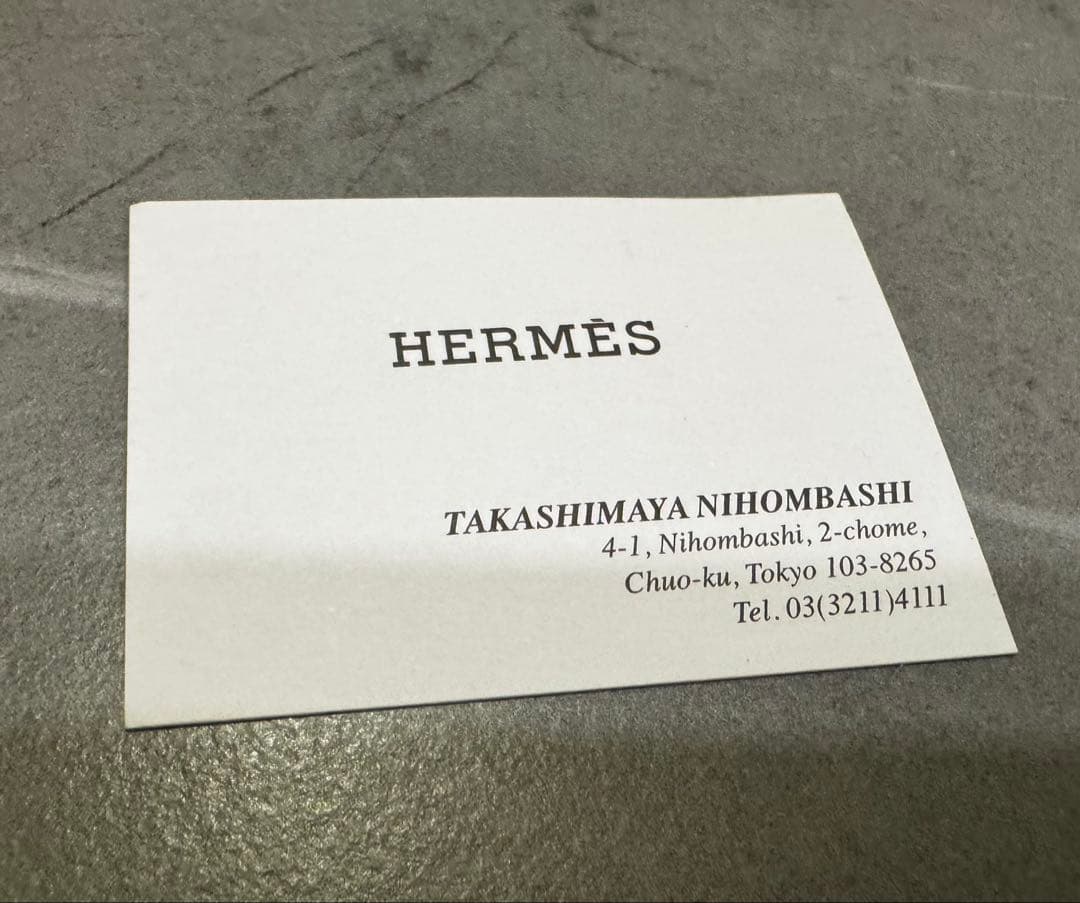 HERMÈS
TAKASHIMAYA NIHOMBASHI
4-1, Nihombashi, 2-chome,
Chuo-ku, Tokyo 103-8265
Tel. 03(3211)4111